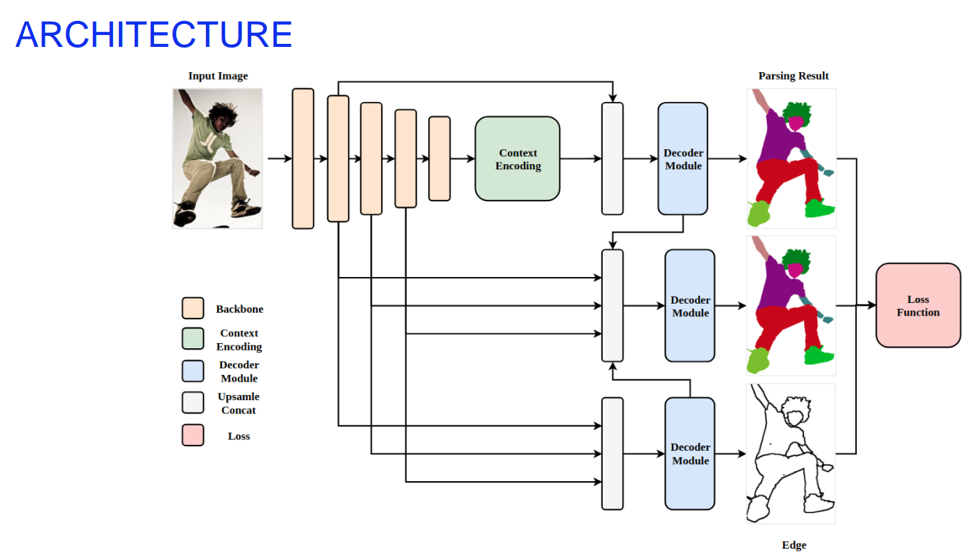 ARCHITECTURE
Input Image
Parsing Result
Context
Encoding
Decoder
Module
Decoder
Module
Loss
Function
Backbone
Context
Encoding
Decoder
Module
Upsamle
Concat
Loss
Decoder
Module
Edge